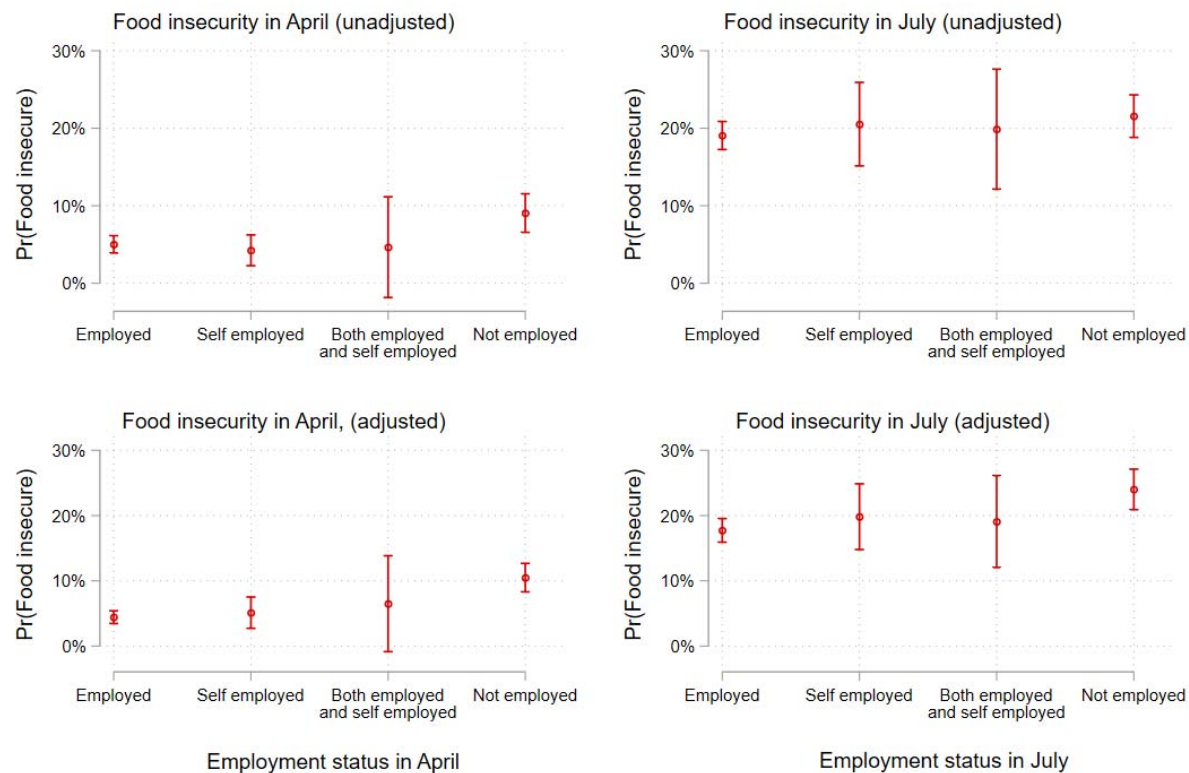 Food insecurity in April (unadjusted)
Pr(Food insecure)
30%
20%
10%
0%
Employed
Self employed
Both employed
and self employed
Not employed
Food insecurity in July (unadjusted)
Pr(Food insecure)
30%
20%
10%
0%
Employed
Self employed
Both employed
and self employed
Not employed
Food insecurity in April, (adjusted)
Pr(Food insecure)
30%
20%
10%
0%
Employed
Self employed
Both employed
and self employed
Not employed
Employment status in April
Food insecurity in July (adjusted)
Pr(Food insecure)
30%
20%
10%
0%
Employed
Self employed
Both employed
and self employed
Not employed
Employment status in July